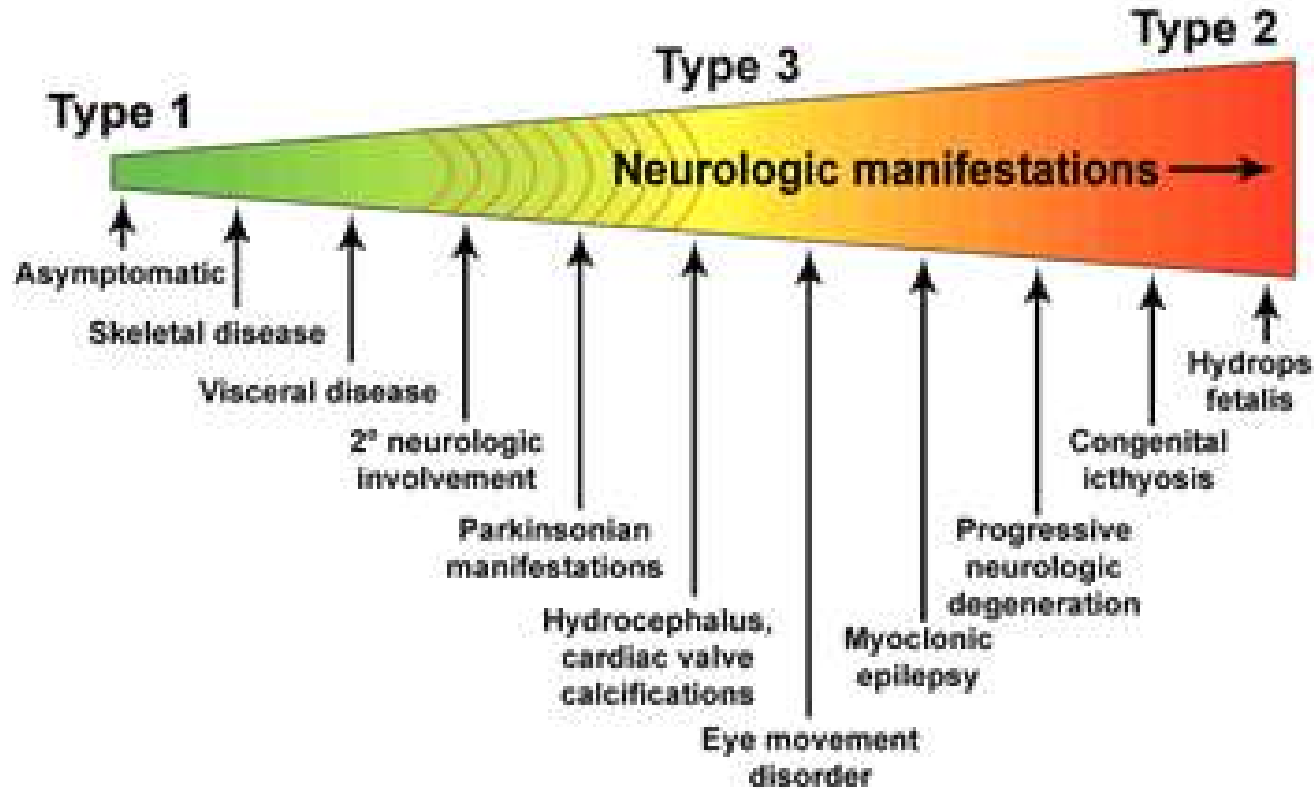 Type 1
Type 3
Type 2
Neurologic manifestations
Asymptomatic
Skeletal disease
Visceral disease
2° neurologic
involvement
Parkinsonian
manifestations
Hydrocephalus,
cardiac valve
calcifications
Eye movement
disorder
Myoclonic
epilepsy
Progressive
neurologic
degeneration
Congenital
icthyosis
Hydrops
fetalis